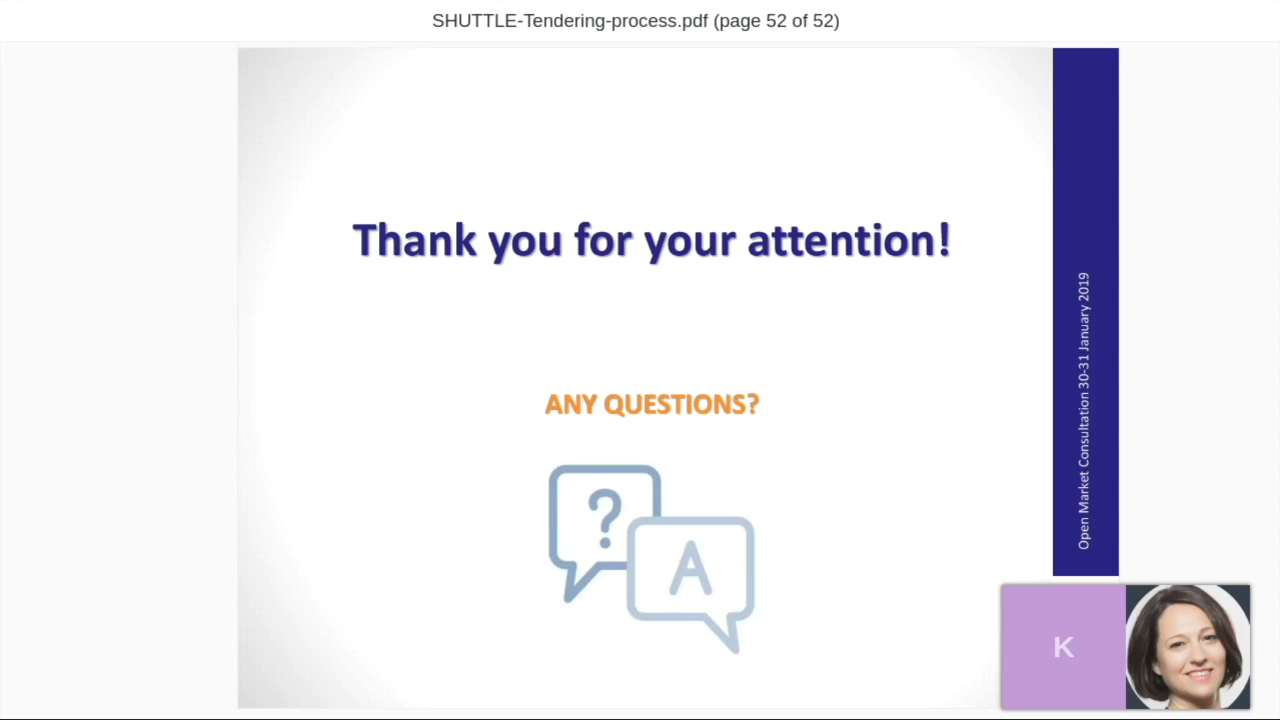 SHUTTLE-Tendering-process.pdf (page 52 of 52)
Thank you for your attention!
ANY QUESTIONS?
?
A
Open Market Consultation 30-31 January 2019
K